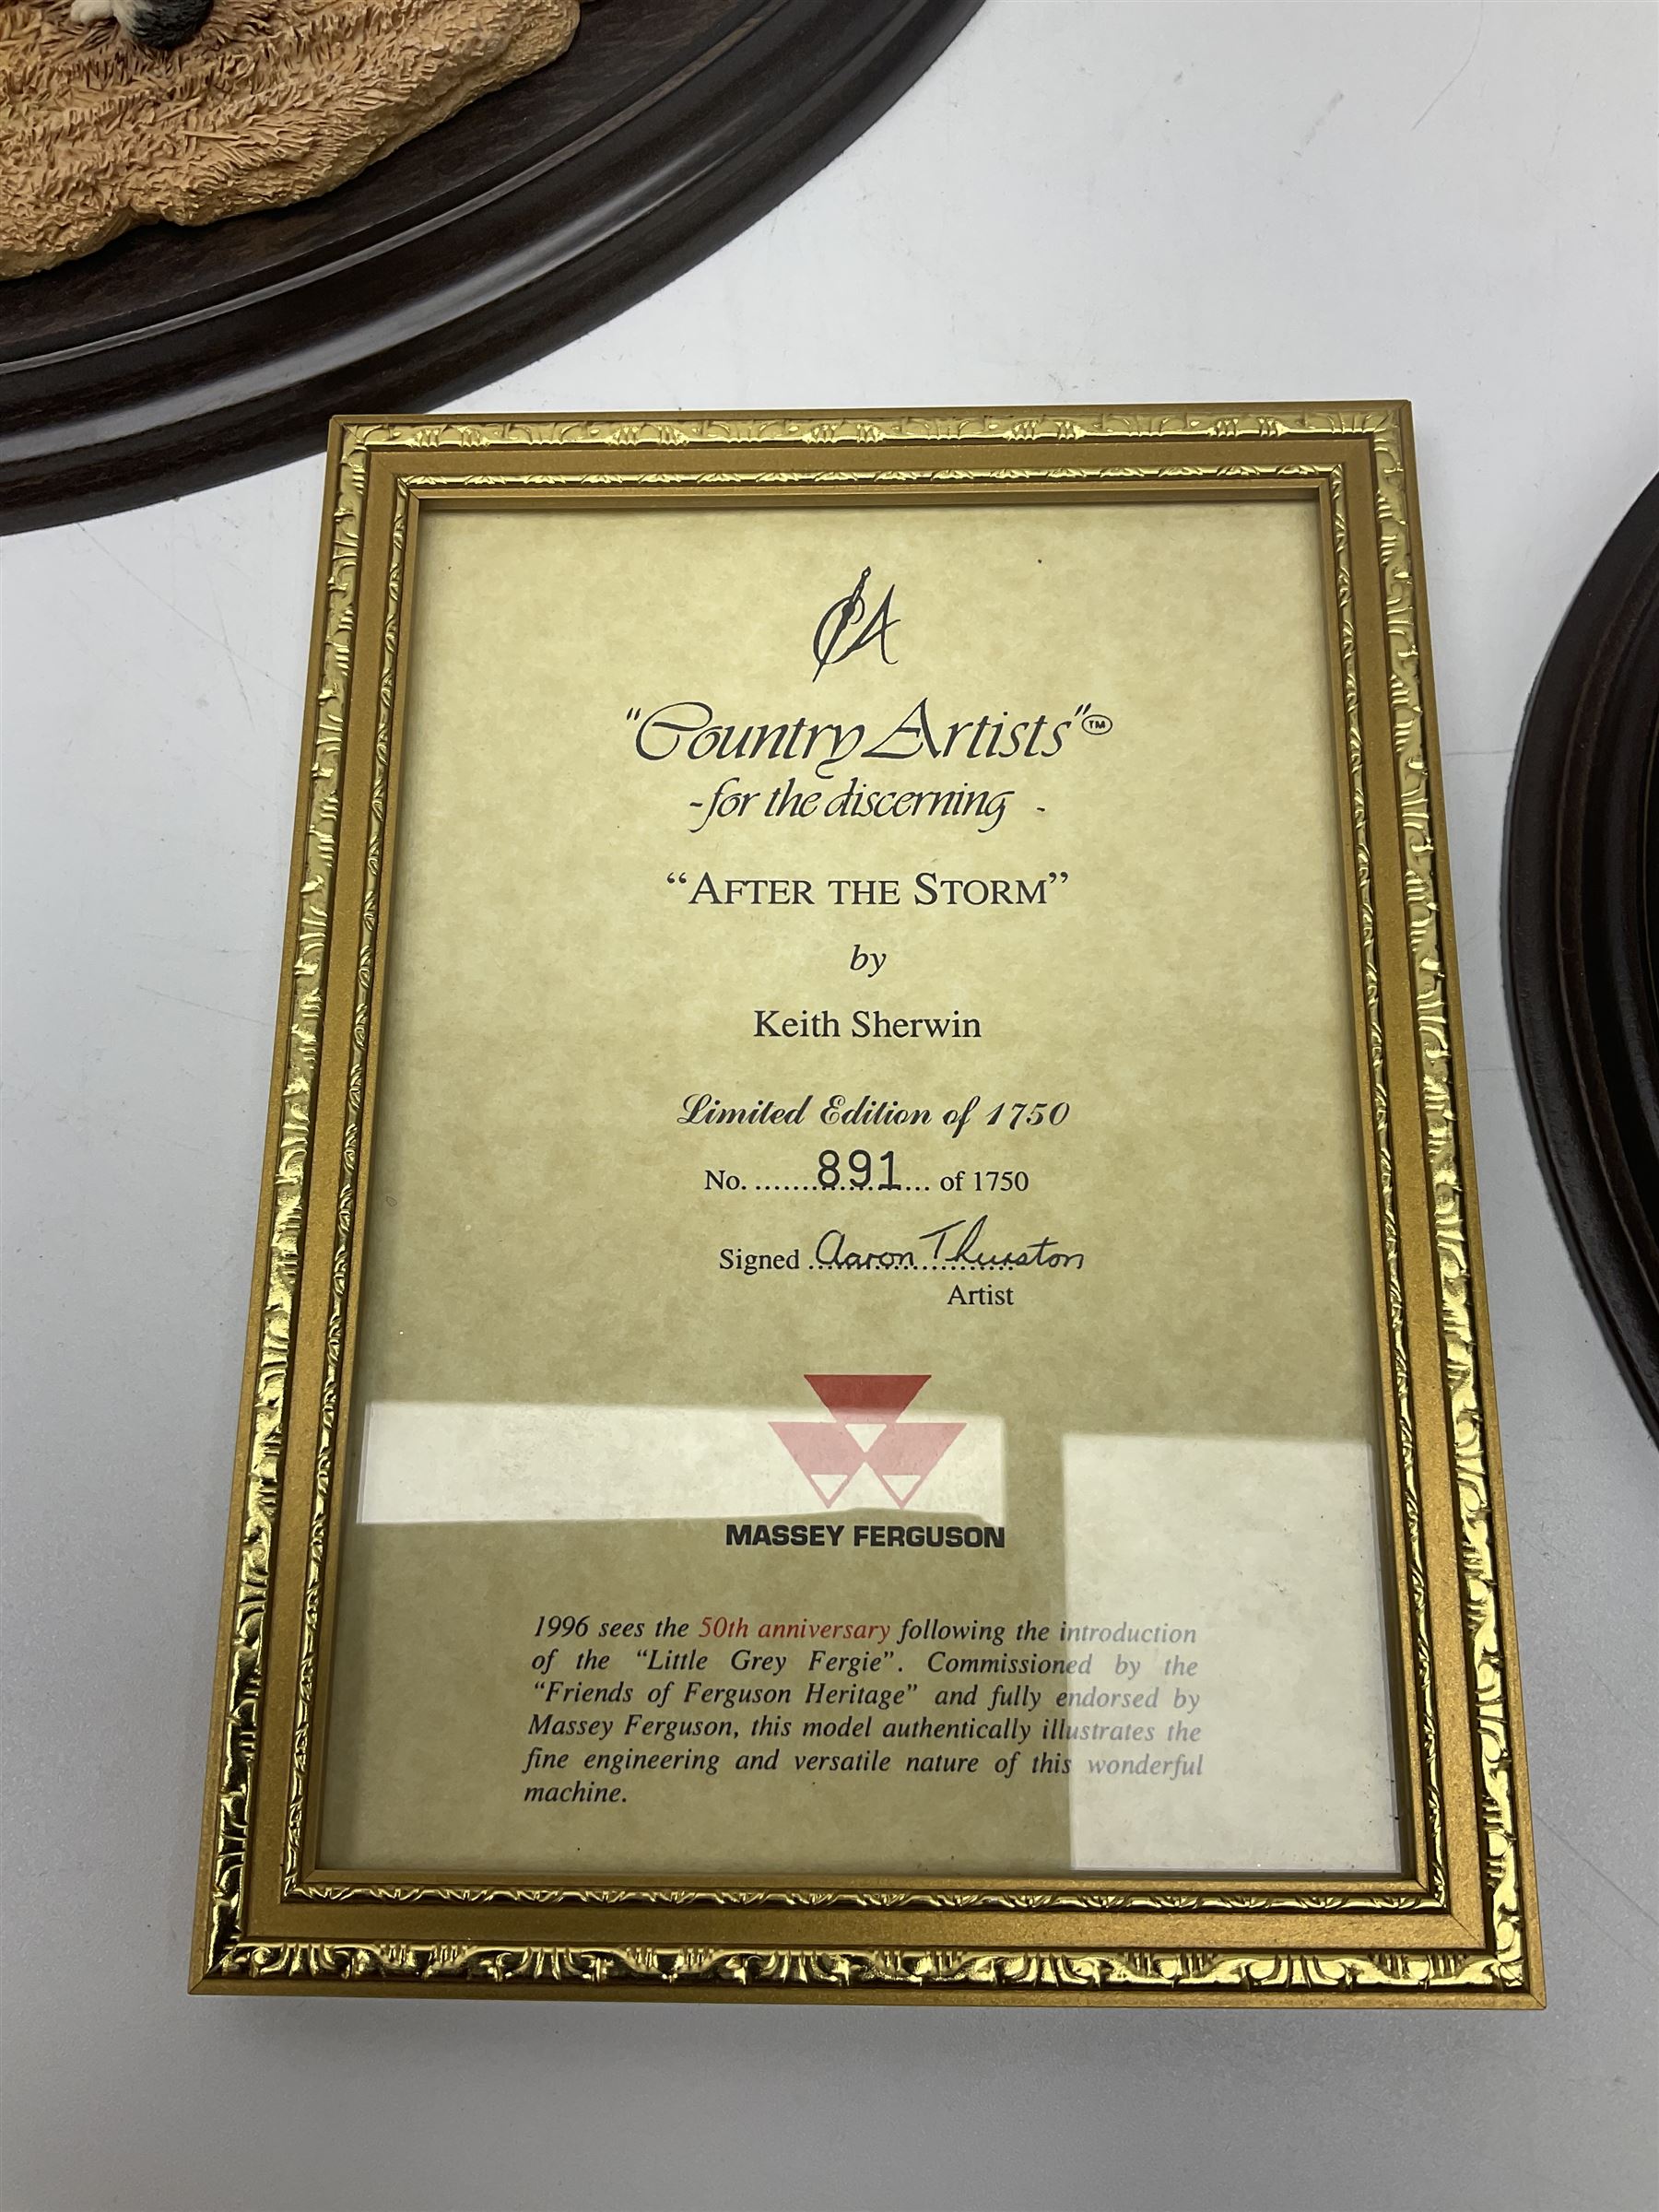 CA
"Country Artists"™
-for the discerning -
"AFTER THE STORM"
by
Keith Sherwin
Limited Edition of 1750
No. ........891.......... of 1750
Signed Aaron Thurston
Artist
MASSEY FERGUSON
1996 sees the 50th anniversary following the introduction
of the "Little Grey Fergie". Commissioned by the
"Friends of Ferguson Heritage" and fully endorsed by
Massey Ferguson, this model authentically illustrates the
fine engineering and versatile nature of this wonderful
machine.